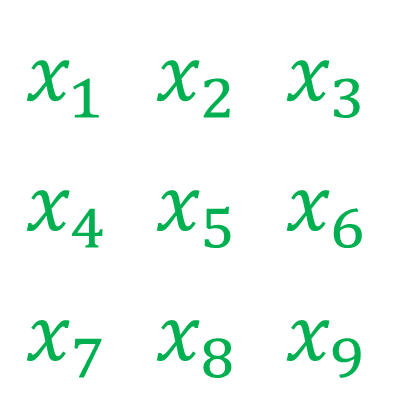 x₁ x₂ x₃
x₄ x₅ x₆
x₇ x₈ x₉